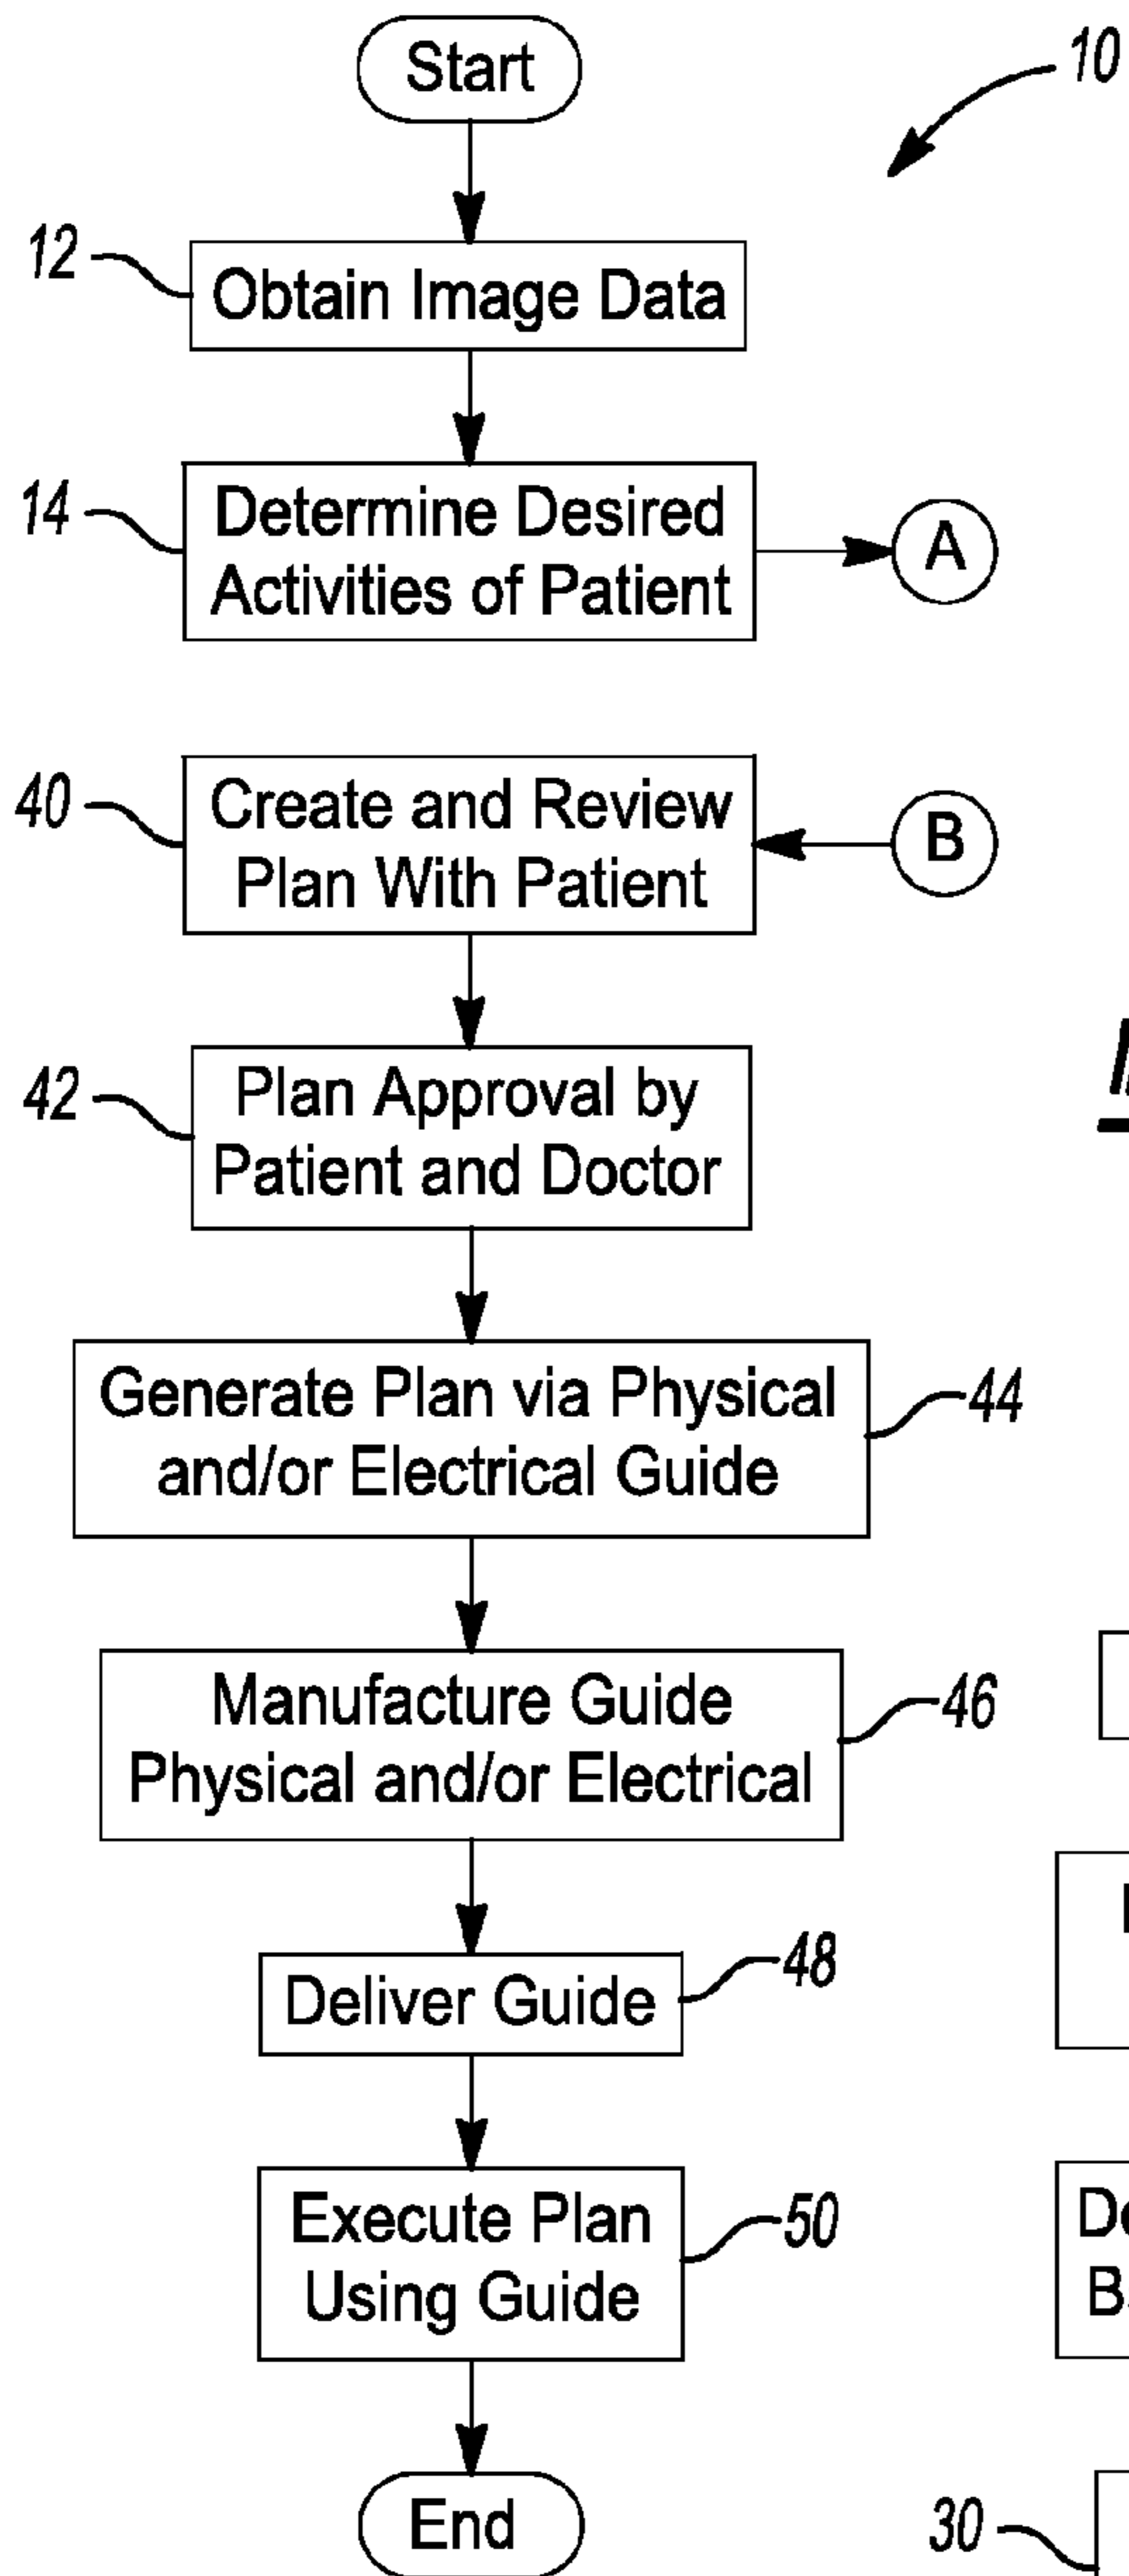 Start
10
12
Obtain Image Data
14
Determine Desired
Activities of Patient
A
40
Create and Review
Plan With Patient
B
42
Plan Approval by
Patient and Doctor
Generate Plan via Physical
and/or Electrical Guide
44
Manufacture Guide
Physical and/or Electrical
46
Deliver Guide
48
Execute Plan
Using Guide
50
End
30